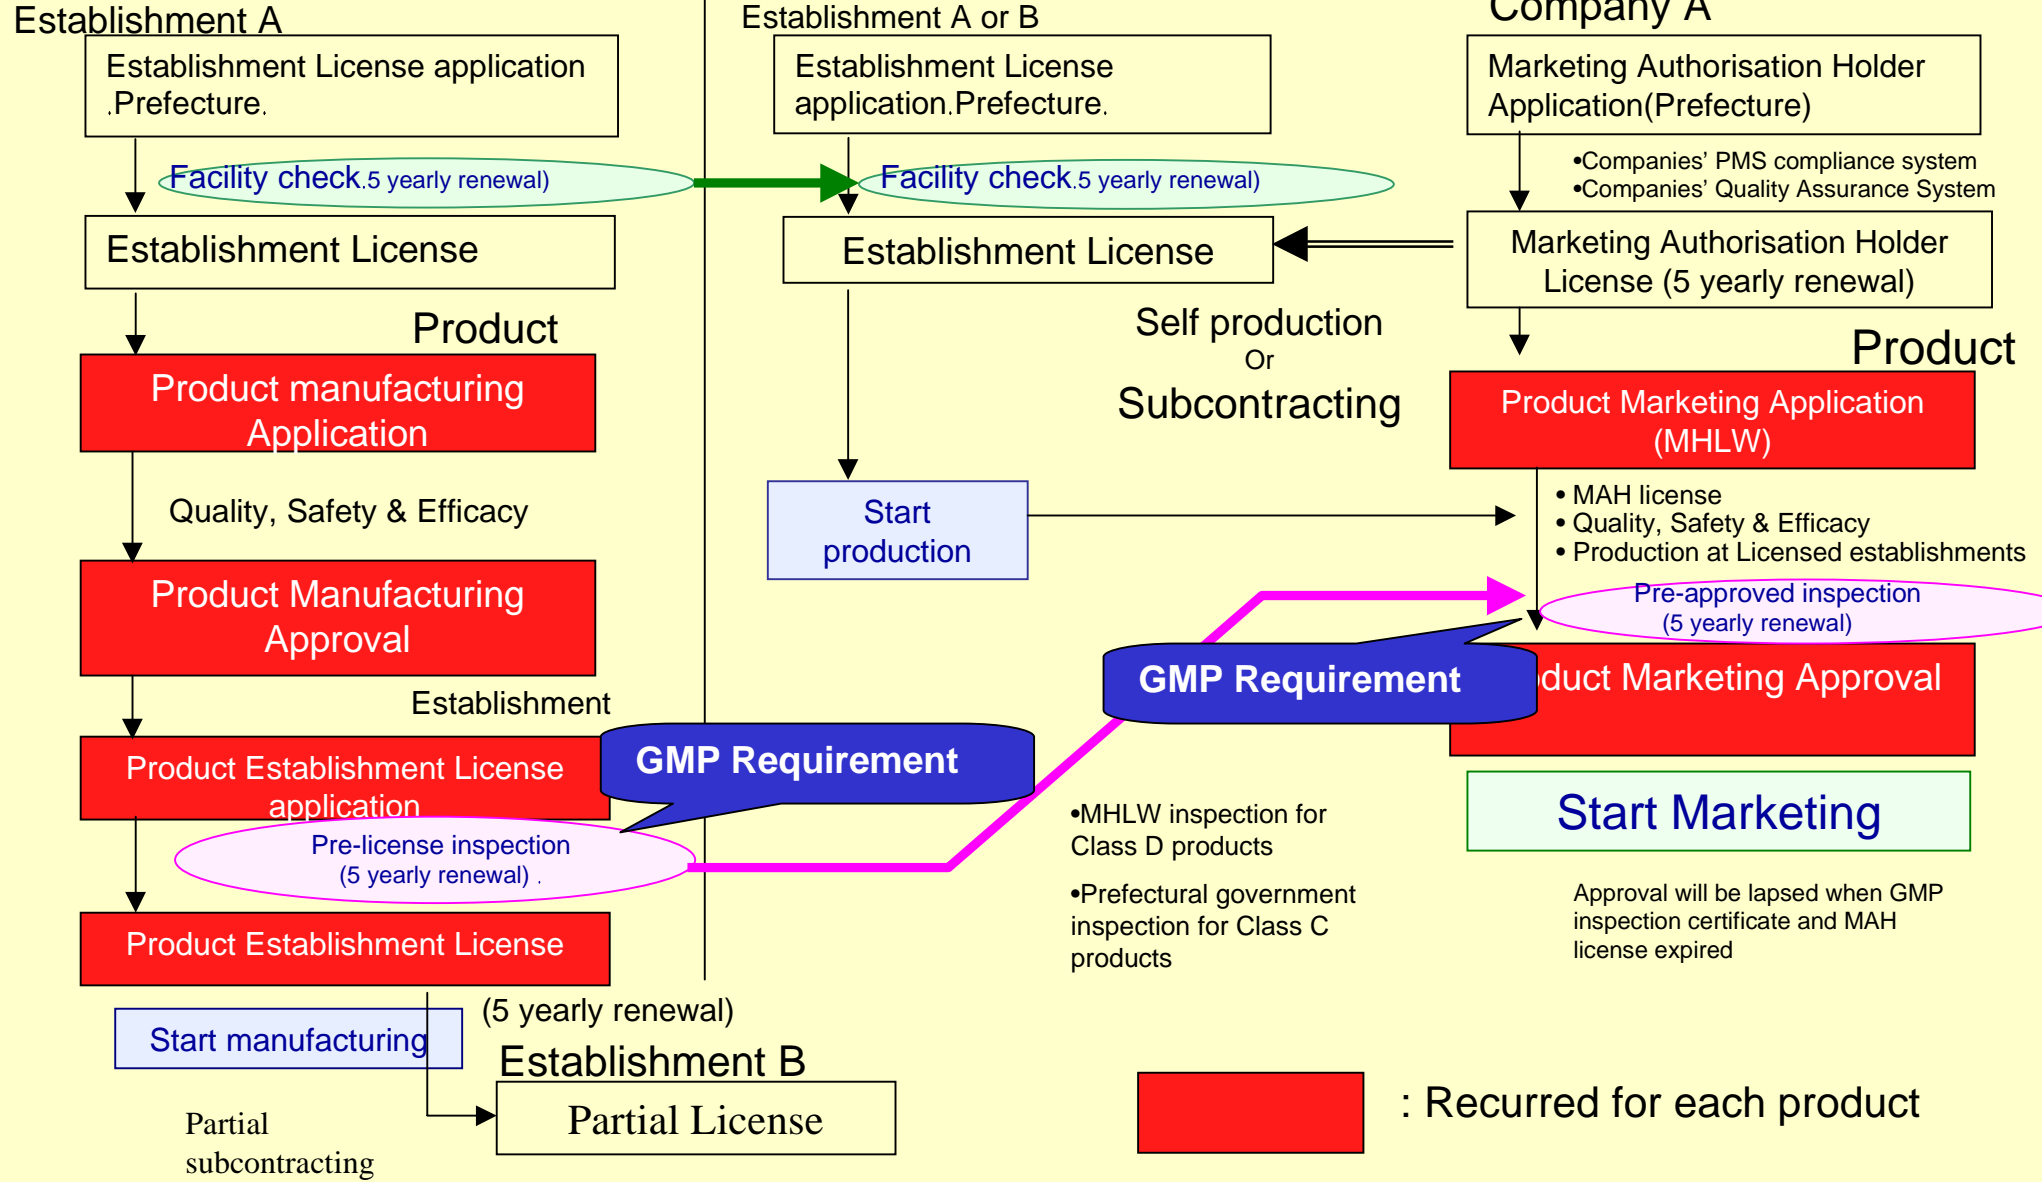 Establishment A
Establishment License application
.Prefecture.
Facility check.5 yearly renewal)
Establishment License
Product
Product manufacturing
Application
Quality, Safety & Efficacy
Product Manufacturing
Approval
Establishment
Product Establishment License
application
GMP Requirement
Pre-license inspection
(5 yearly renewal) .
Product Establishment License
(5 yearly renewal)
Start manufacturing
Establishment B
Partial License
Partial
subcontracting
Establishment A or B
Establishment License
application.Prefecture.
Facility check.5 yearly renewal)
Establishment License
Self production
Or
Subcontracting
Start
production
GMP Requirement
•MHLW inspection for
Class D products
•Prefectural government
inspection for Class C
products
Company A
Marketing Authorisation Holder
Application(Prefecture)
•Companies’ PMS compliance system
•Companies’ Quality Assurance System
Marketing Authorisation Holder
License (5 yearly renewal)
Product
Product Marketing Application
(MHLW)
• MAH license
• Quality, Safety & Efficacy
• Production at Licensed establishments
Pre-approved inspection
(5 yearly renewal)
duct Marketing Approval
Start Marketing
Approval will be lapsed when GMP
inspection certificate and MAH
license expired
: Recurred for each product